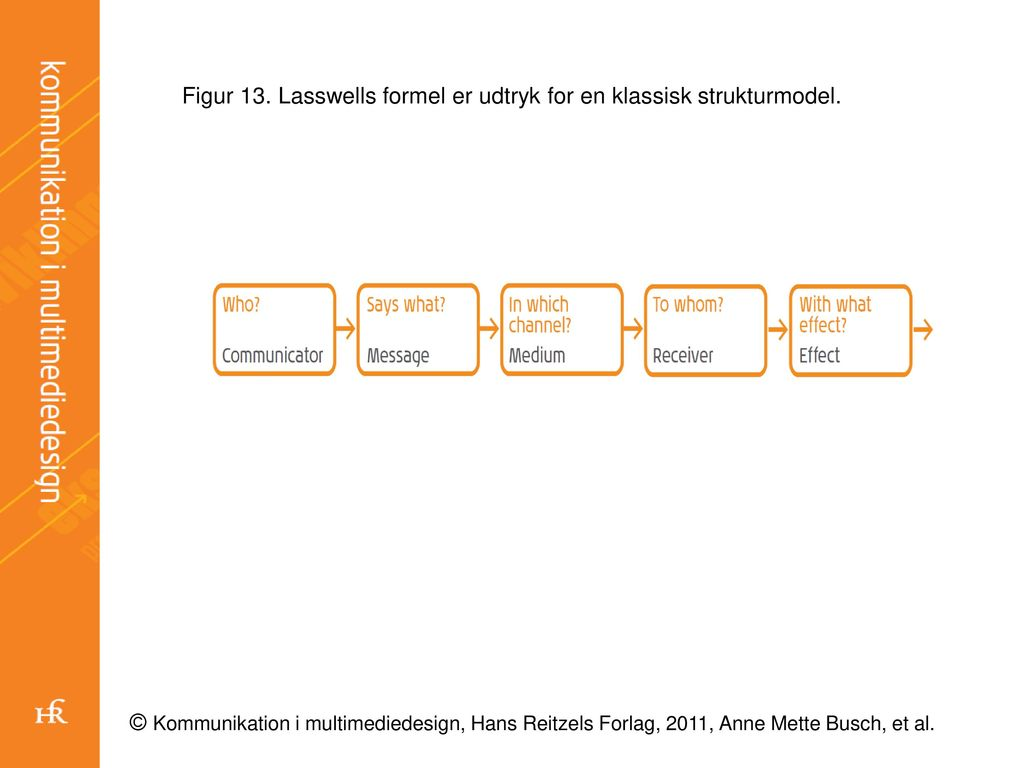 kommunikation i multimediedesign
Figur 13. Lasswells formel er udtryk for en klassisk strukturmodel.
Who?
Communicator
Says what?
Message
In which
channel?
Medium
To whom?
Receiver
With what
effect?
Effect
HR
© Kommunikation i multimediedesign, Hans Reitzels Forlag, 2011, Anne Mette Busch, et al.